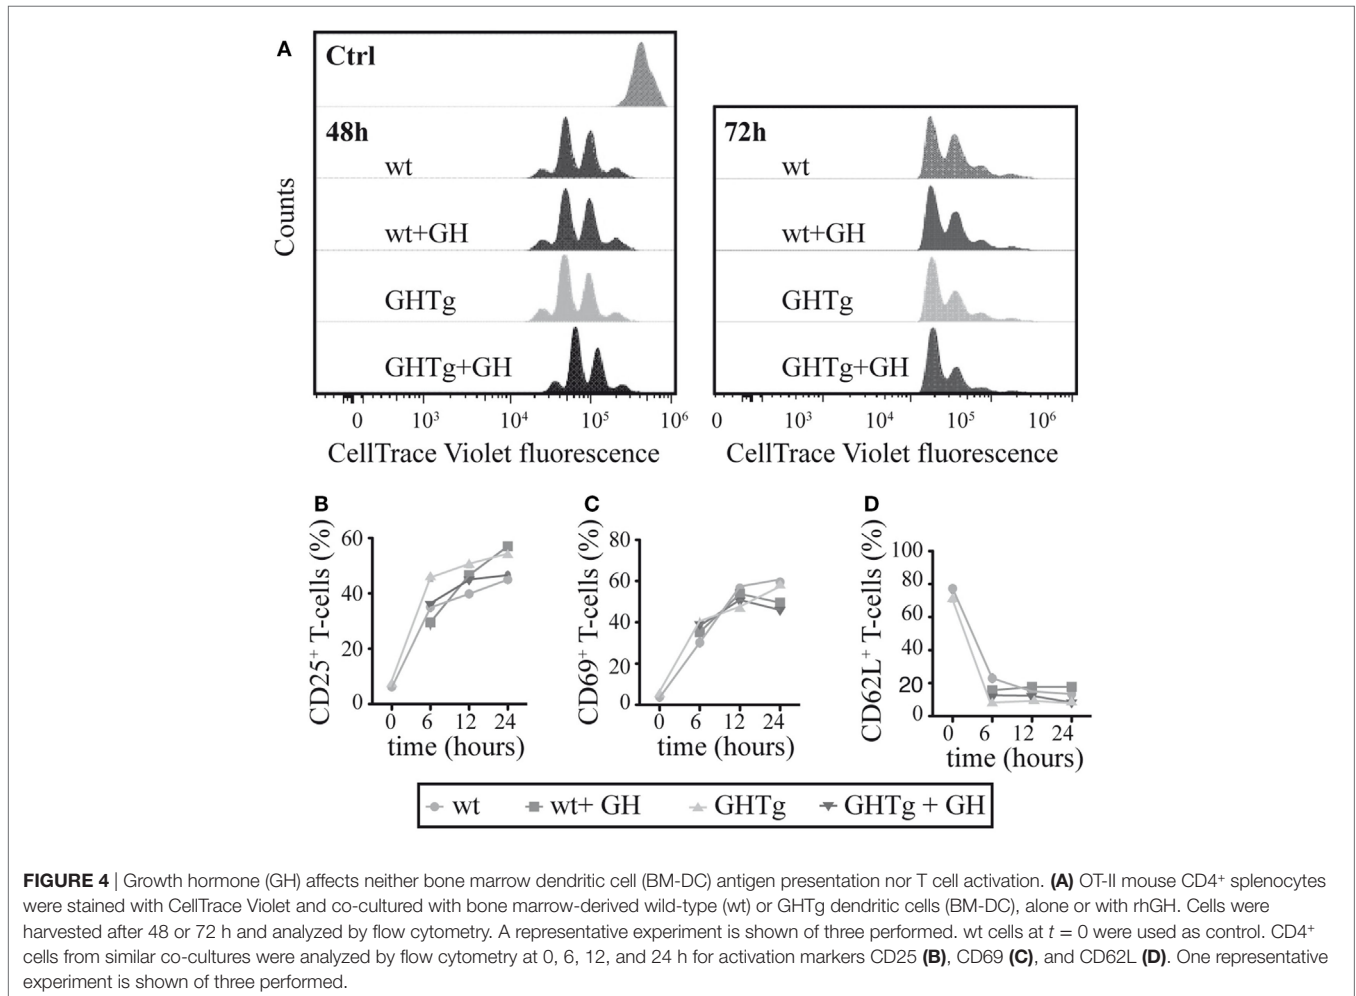 A
Ctrl
48h
wt
wt+GH
GHTg
GHTg+GH
Counts
0 10³ 10⁴ 10⁵ 10⁶
CellTrace Violet fluorescence
72h
wt
wt+GH
GHTg
GHTg+GH
0 10³ 10⁴ 10⁵ 10⁶
CellTrace Violet fluorescence
B
CD25⁺ T-cells (%)
60
40
20
0
0 6 12 24
time (hours)
C
CD69⁺ T-cells (%)
80
60
40
20
0
0 6 12 24
time (hours)
D
CD62L⁺ T-cells (%)
100
80
60
40
20
0
0 6 12 24
time (hours)
wt wt+ GH GHTg GHTg + GH
FIGURE 4 | Growth hormone (GH) affects neither bone marrow dendritic cell (BM-DC) antigen presentation nor T cell activation. (A) OT-II mouse CD4⁺ splenocytes
were stained with CellTrace Violet and co-cultured with bone marrow-derived wild-type (wt) or GHTg dendritic cells (BM-DC), alone or with rhGH. Cells were
harvested after 48 or 72 h and analyzed by flow cytometry. A representative experiment is shown of three performed. wt cells at t = 0 were used as control. CD4⁺
cells from similar co-cultures were analyzed by flow cytometry at 0, 6, 12, and 24 h for activation markers CD25 (B), CD69 (C), and CD62L (D). One representative
experiment is shown of three performed.